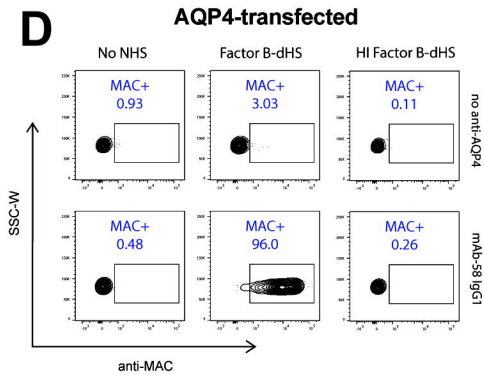 D
AQP4-transfected
No NHS
Factor B-dHS
HI Factor B-dHS
MAC+
0.93
MAC+
3.03
MAC+
0.11
no anti-AQP4
MAC+
0.48
MAC+
96.0
MAC+
0.26
mAb-58 IgG1
SSC-W
anti-MAC